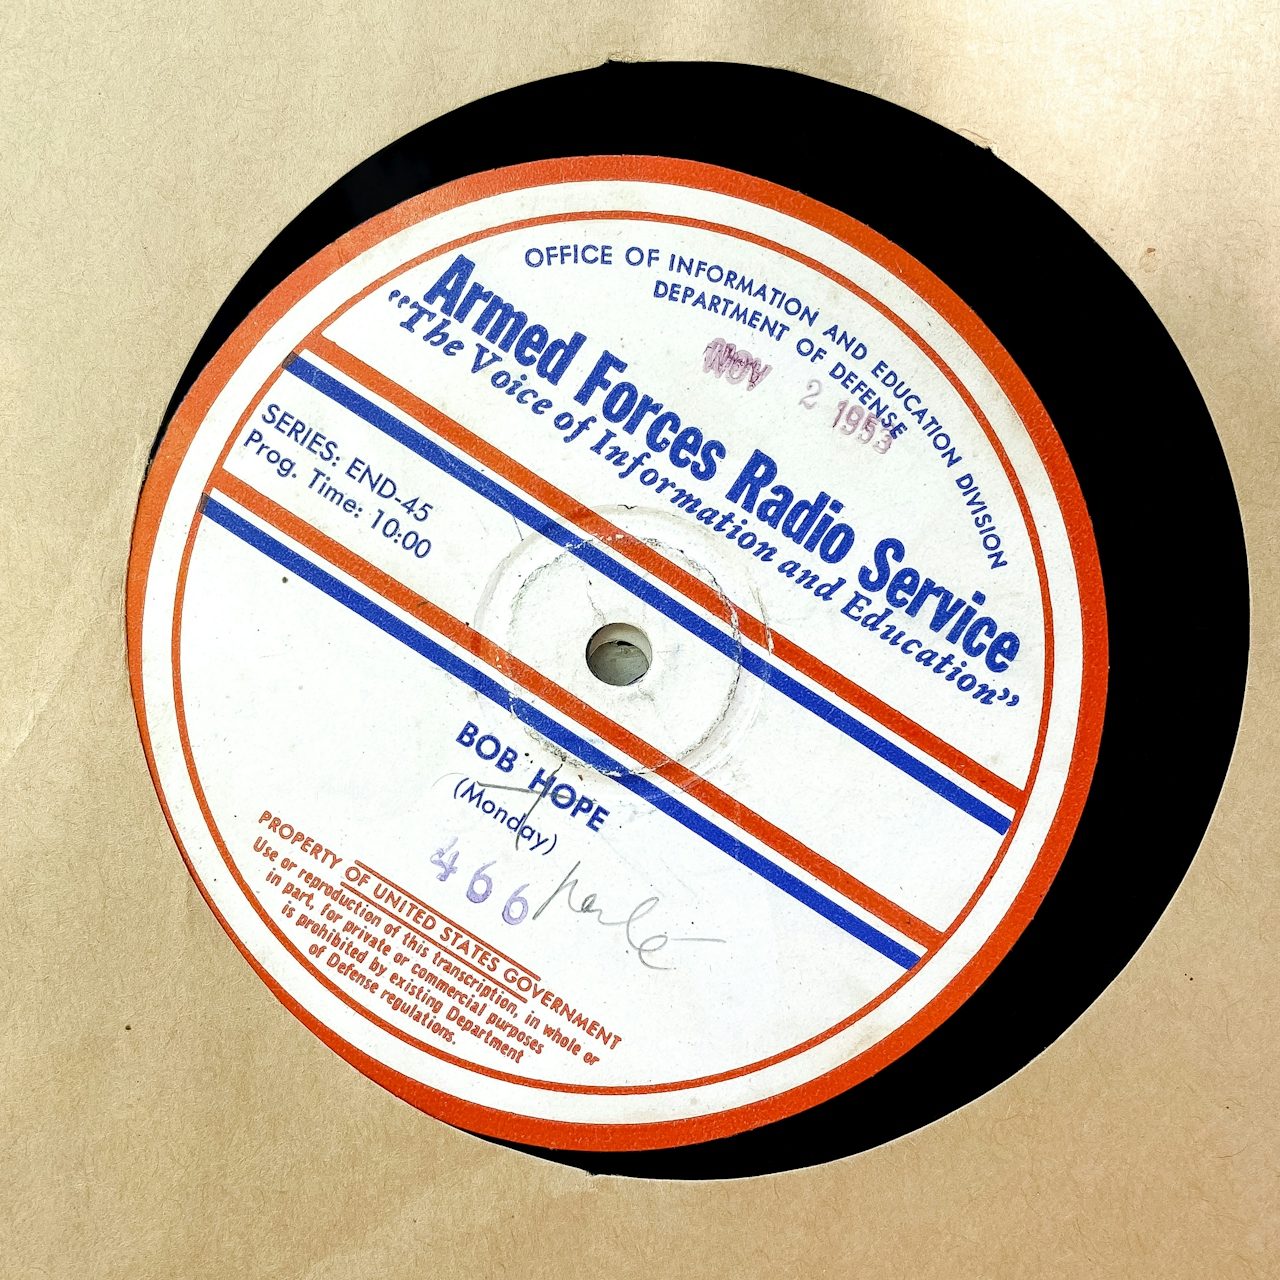 OFFICE OF INFORMATION AND EDUCATION DIVISION
DEPARTMENT OF DEFENSE
NOV 2 1953
Armed Forces Radio Service
“The Voice of Information and Education”
SERIES: END-45
Prog. Time: 10:00
BOB HOPE
(Monday)
466
PROPERTY OF UNITED STATES GOVERNMENT
Use or reproduction of this transcription, in whole or
in part, for private or commercial purposes
is prohibited by existing Department
of Defense regulations.